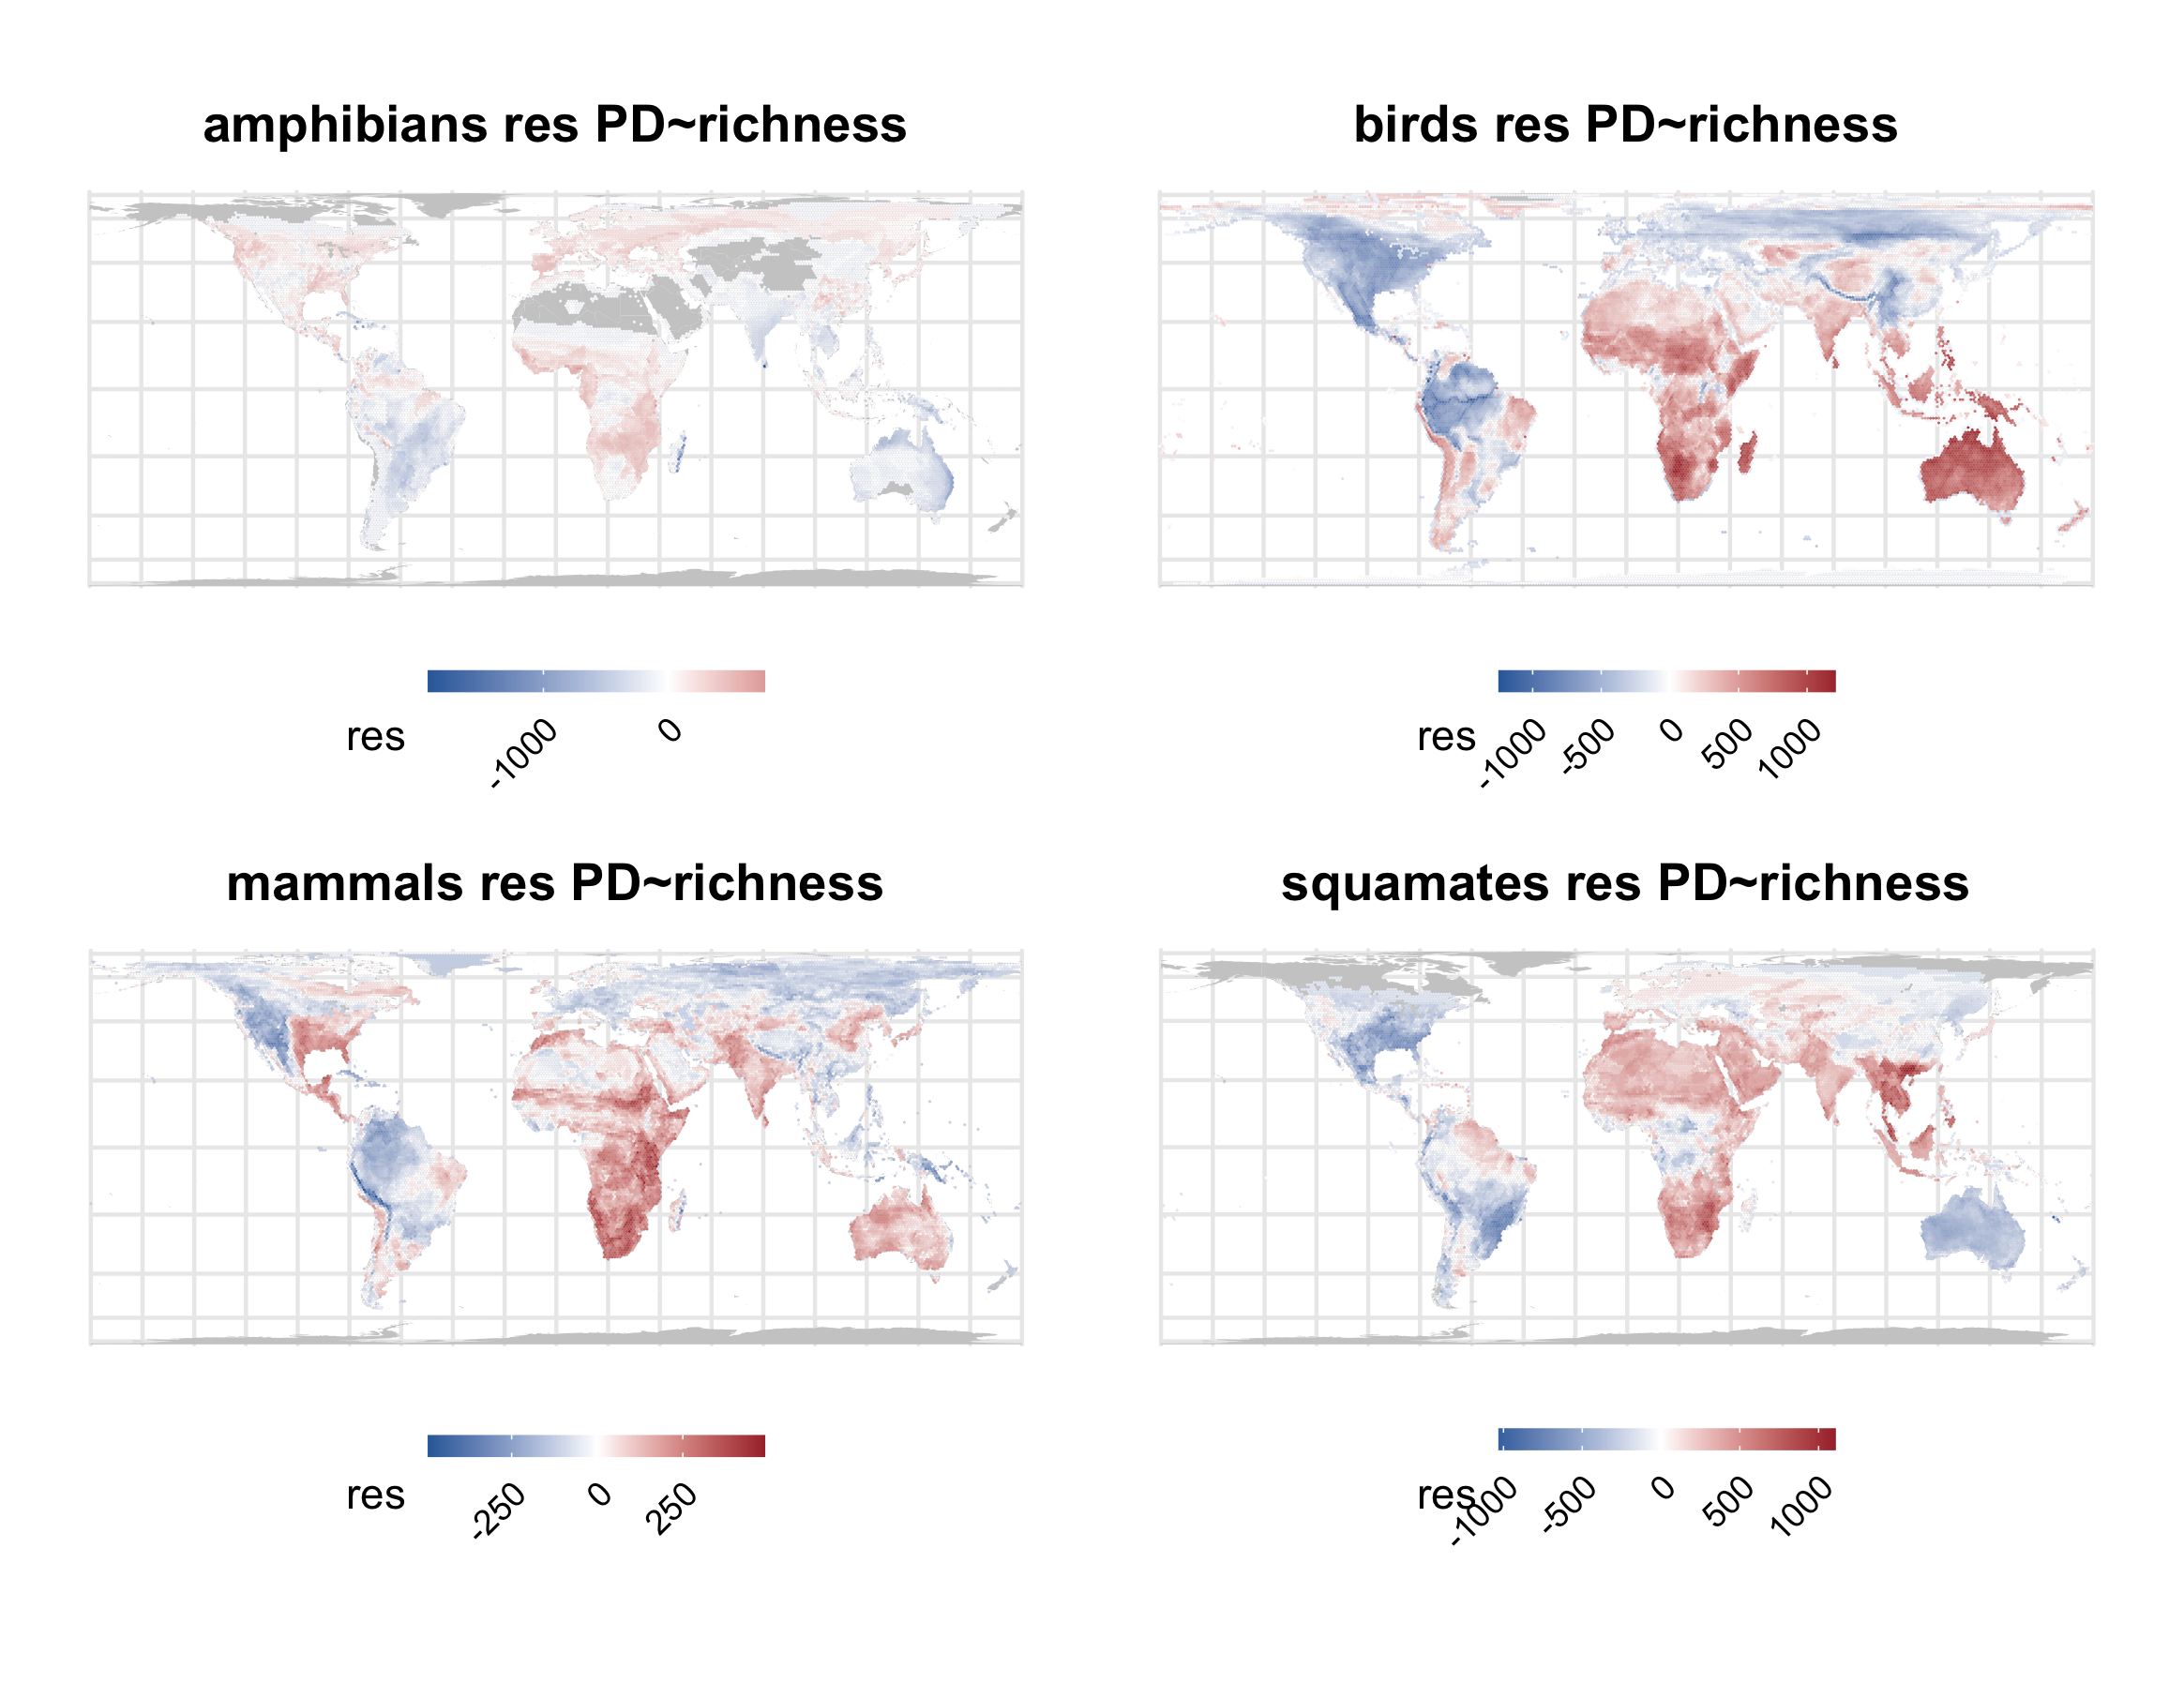 amphibians res PD~richness
birds res PD~richness
res
-1000
0
res
-1000
-500
0
500
1000
mammals res PD~richness
squamates res PD~richness
res
-250
0
250
res
-1000
-500
0
500
1000